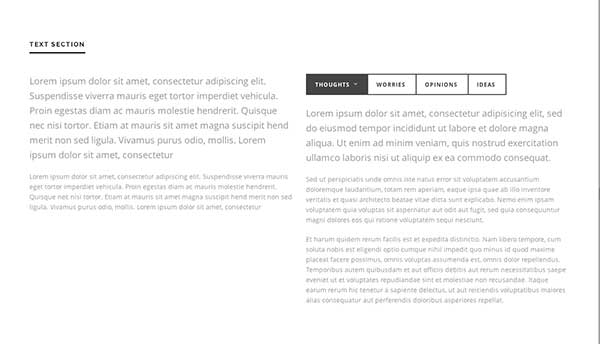 TEXT SECTION
Lorem ipsum dolor sit amet, consectetur adipiscing elit.
Suspendisse viverra mauris eget tortor imperdiet vehicula.
Proin egestas diam ac mauris molestie hendrerit. Quisque
nec nisi tortor. Etiam at mauris sit amet magna suscipit hend
merit non ligula. Vivamus purus odio, mollis. Lorem
ipsum dolor sit amet, consectetur
Lorem ipsum dolor sit amet, consectetur adipiscing elit. Suspendisse viverra mauris
eget tortor imperdiet vehicula. Proin egestas diam ac mauris molestie hendrerit.
Quisque nec nisi tortor. Etiam at mauris sit amet magna suscipit hend merit non
ligula. Vivamus purus odio, mollis. Lorem ipsum dolor sit amet, consectetur
THOUGHTS WORRIES OPINIONS IDEAS
Lorem ipsum dolor sit amet, consectetur adipisicing elit, sed
do eiusmod tempor incididunt ut labore et dolore magna
aliqua. Ut enim ad minim veniam, quis nostrud exercitation
ullamco laboris nisi ut aliquip ex ea commodo consequat.
Sed ut perspiciatis unde omnis iste natus error sit voluptatem accusantium
doloremque laudantium, totam rem aperiam, eaque ipsa quae ab illo inventore
veritatis et quasi architecto beatae vitae dicta sunt explicabo. Nemo enim ipsam
voluptatem quia voluptas sit aspernatur aut odit aut fugit, sed quia consequuntur
magni dolores eos qui ratione voluptatem sequi nesciunt.
Et harum quidem rerum facilis est et expedita distinctio. Nam libero tempore, cum
soluta nobis est eligendi optio cumque nihil impedit quo minus id quod maxime
placeat facere possimus, omnis voluptas assumenda est, omnis dolor repellendus.
Temporibus autem quibusdam et aut officiis debitis aut rerum necessitatibus saepe
eveniet ut et voluptates repudiandae sint et molestiae non recusandae. Itaque
earum rerum hic tenetur a sapiente delectus, ut aut reiciendis voluptatibus maiores
alias consequatur aut perferendis doloribus asperiores repellat.